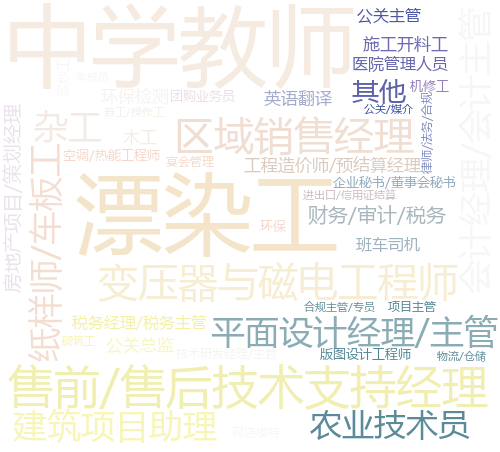 中学教师
公关主管
施工开料工
医院管理人员
其他
机修工
公关/媒介
环保检测
团购业务员
英语翻译
杂工
木工
区域销售经理
空调/热能工程师
宴会管理
工程造价师/预结算经理
律师/法务/合规
企业秘书/董事会秘书
进出口/信用证结算
房地产项目/策划经理
纸样师/车板工
漂染工
财务/审计/税务
环保
班车司机
变压器与磁电工程师
合规主管/专员
项目主管
税务经理/税务主管
平面设计经理/主管
公关总监
版图设计工程师
物流/仓储
售前/售后技术支持经理
建筑项目助理
农业技术员